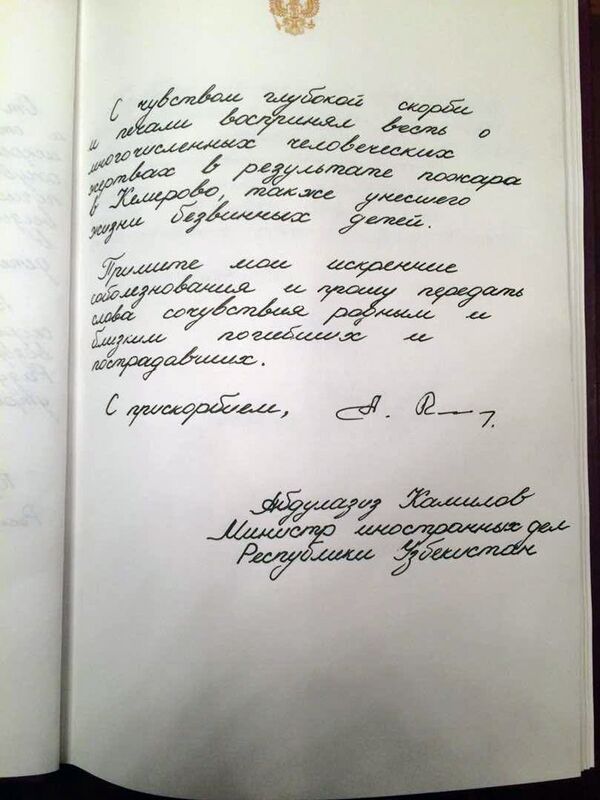 С чувством глубокой скорби
и печали воспринял весть о
многочисленных человеческих
жертвах в результате пожара
в Кемерово, также унесшего
жизни безвинных детей.
Примите мои искренние
соболезнования и прошу передать
слова сочувствия родным и
близким погибших и
пострадавших.
С прискорбием,
Абдулазиз Камилов
Министр иностранных дел
Республики Узбекистан